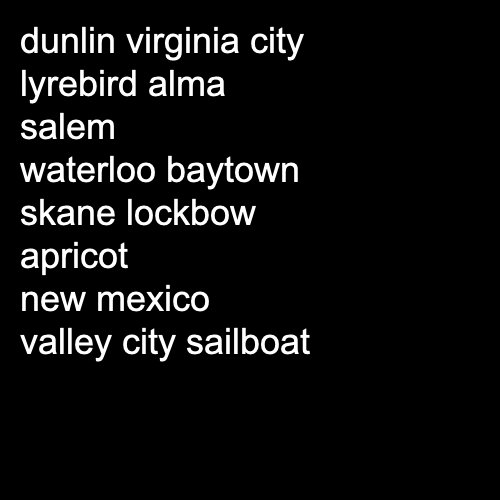 dunlin virginia city
lyrebird alma
salem
waterloo baytown
skane lockbow
apricot
new mexico
valley city sailboat